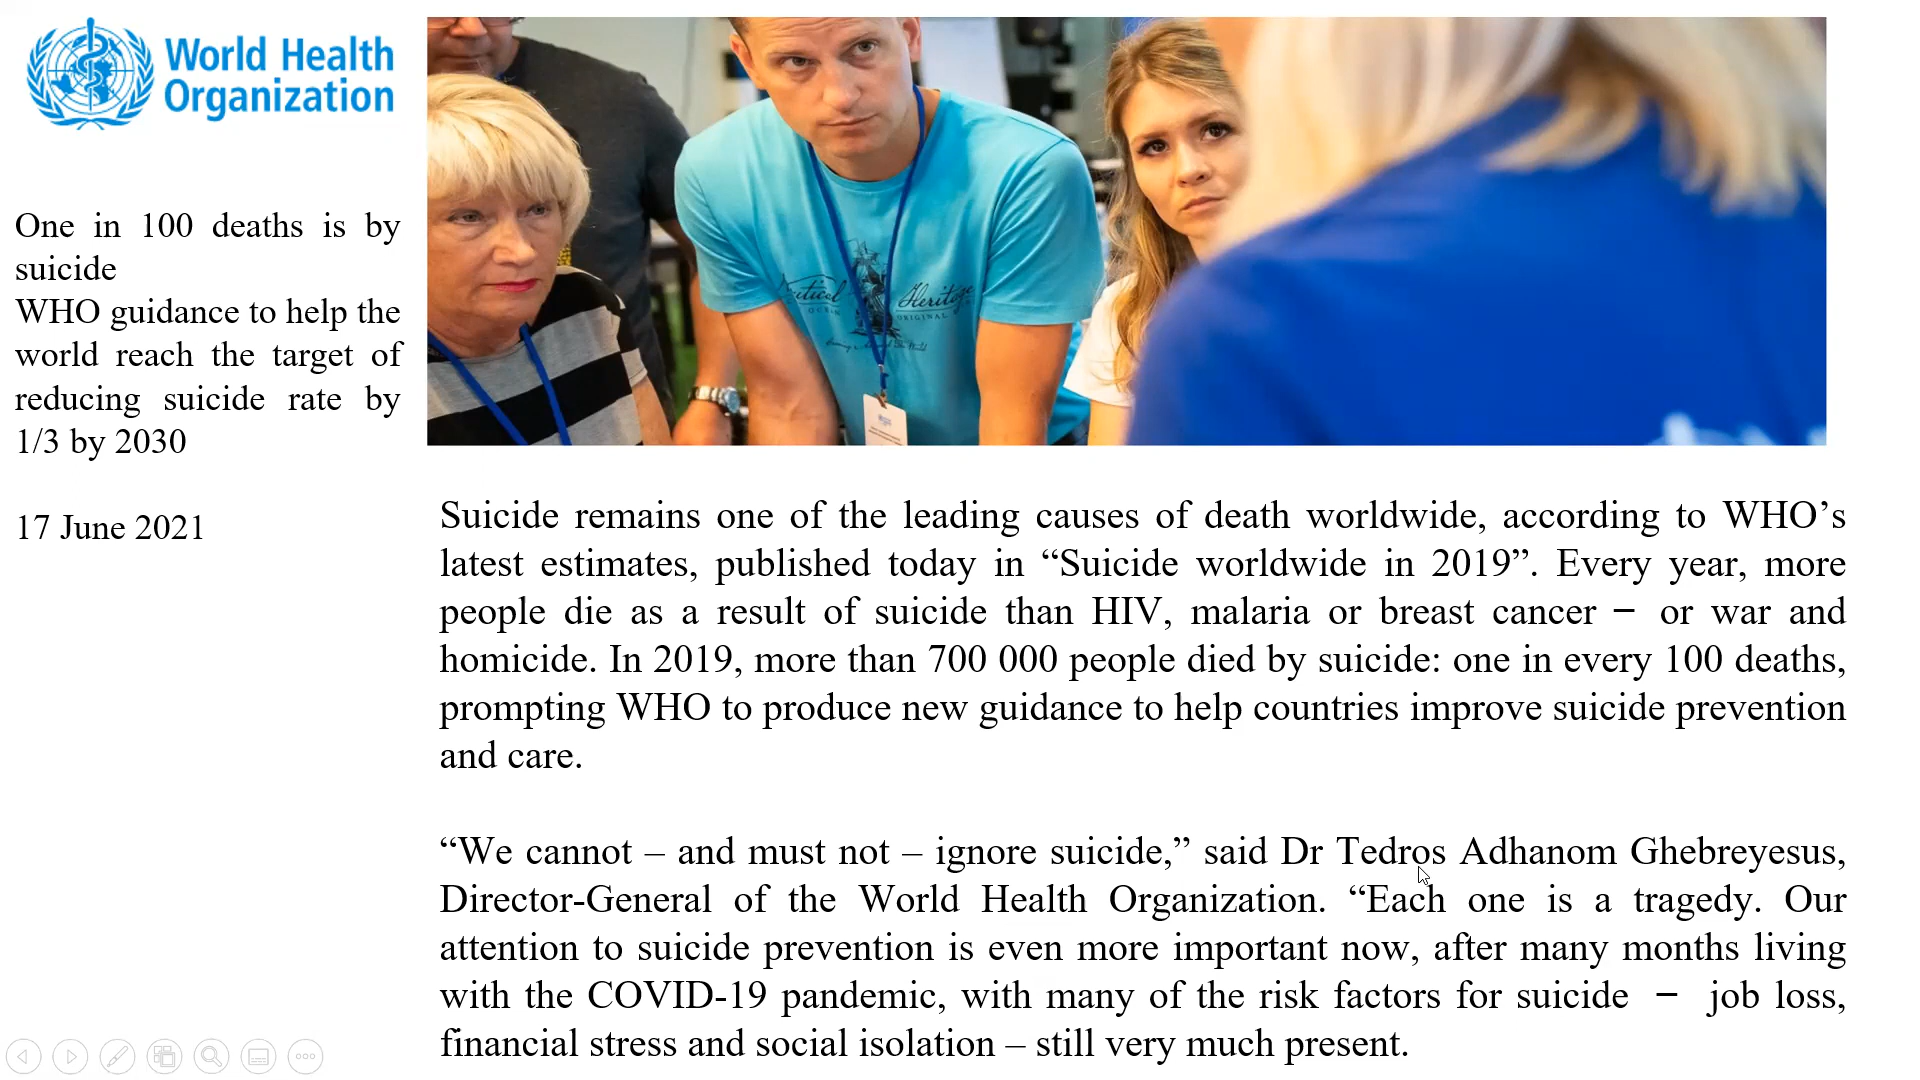 World Health
Organization
One in 100 deaths is by
suicide
WHO guidance to help the
world reach the target of
reducing suicide rate by
1/3 by 2030
17 June 2021
Heritage
ORIGINAL
Suicide remains one of the leading causes of death worldwide, according to WHO’s
latest estimates, published today in “Suicide worldwide in 2019”. Every year, more
people die as a result of suicide than HIV, malaria or breast cancer − or war and
homicide. In 2019, more than 700 000 people died by suicide: one in every 100 deaths,
prompting WHO to produce new guidance to help countries improve suicide prevention
and care.
“We cannot – and must not – ignore suicide,” said Dr Tedros Adhanom Ghebreyesus,
Director-General of the World Health Organization. “Each one is a tragedy. Our
attention to suicide prevention is even more important now, after many months living
with the COVID-19 pandemic, with many of the risk factors for suicide − job loss,
financial stress and social isolation – still very much present.